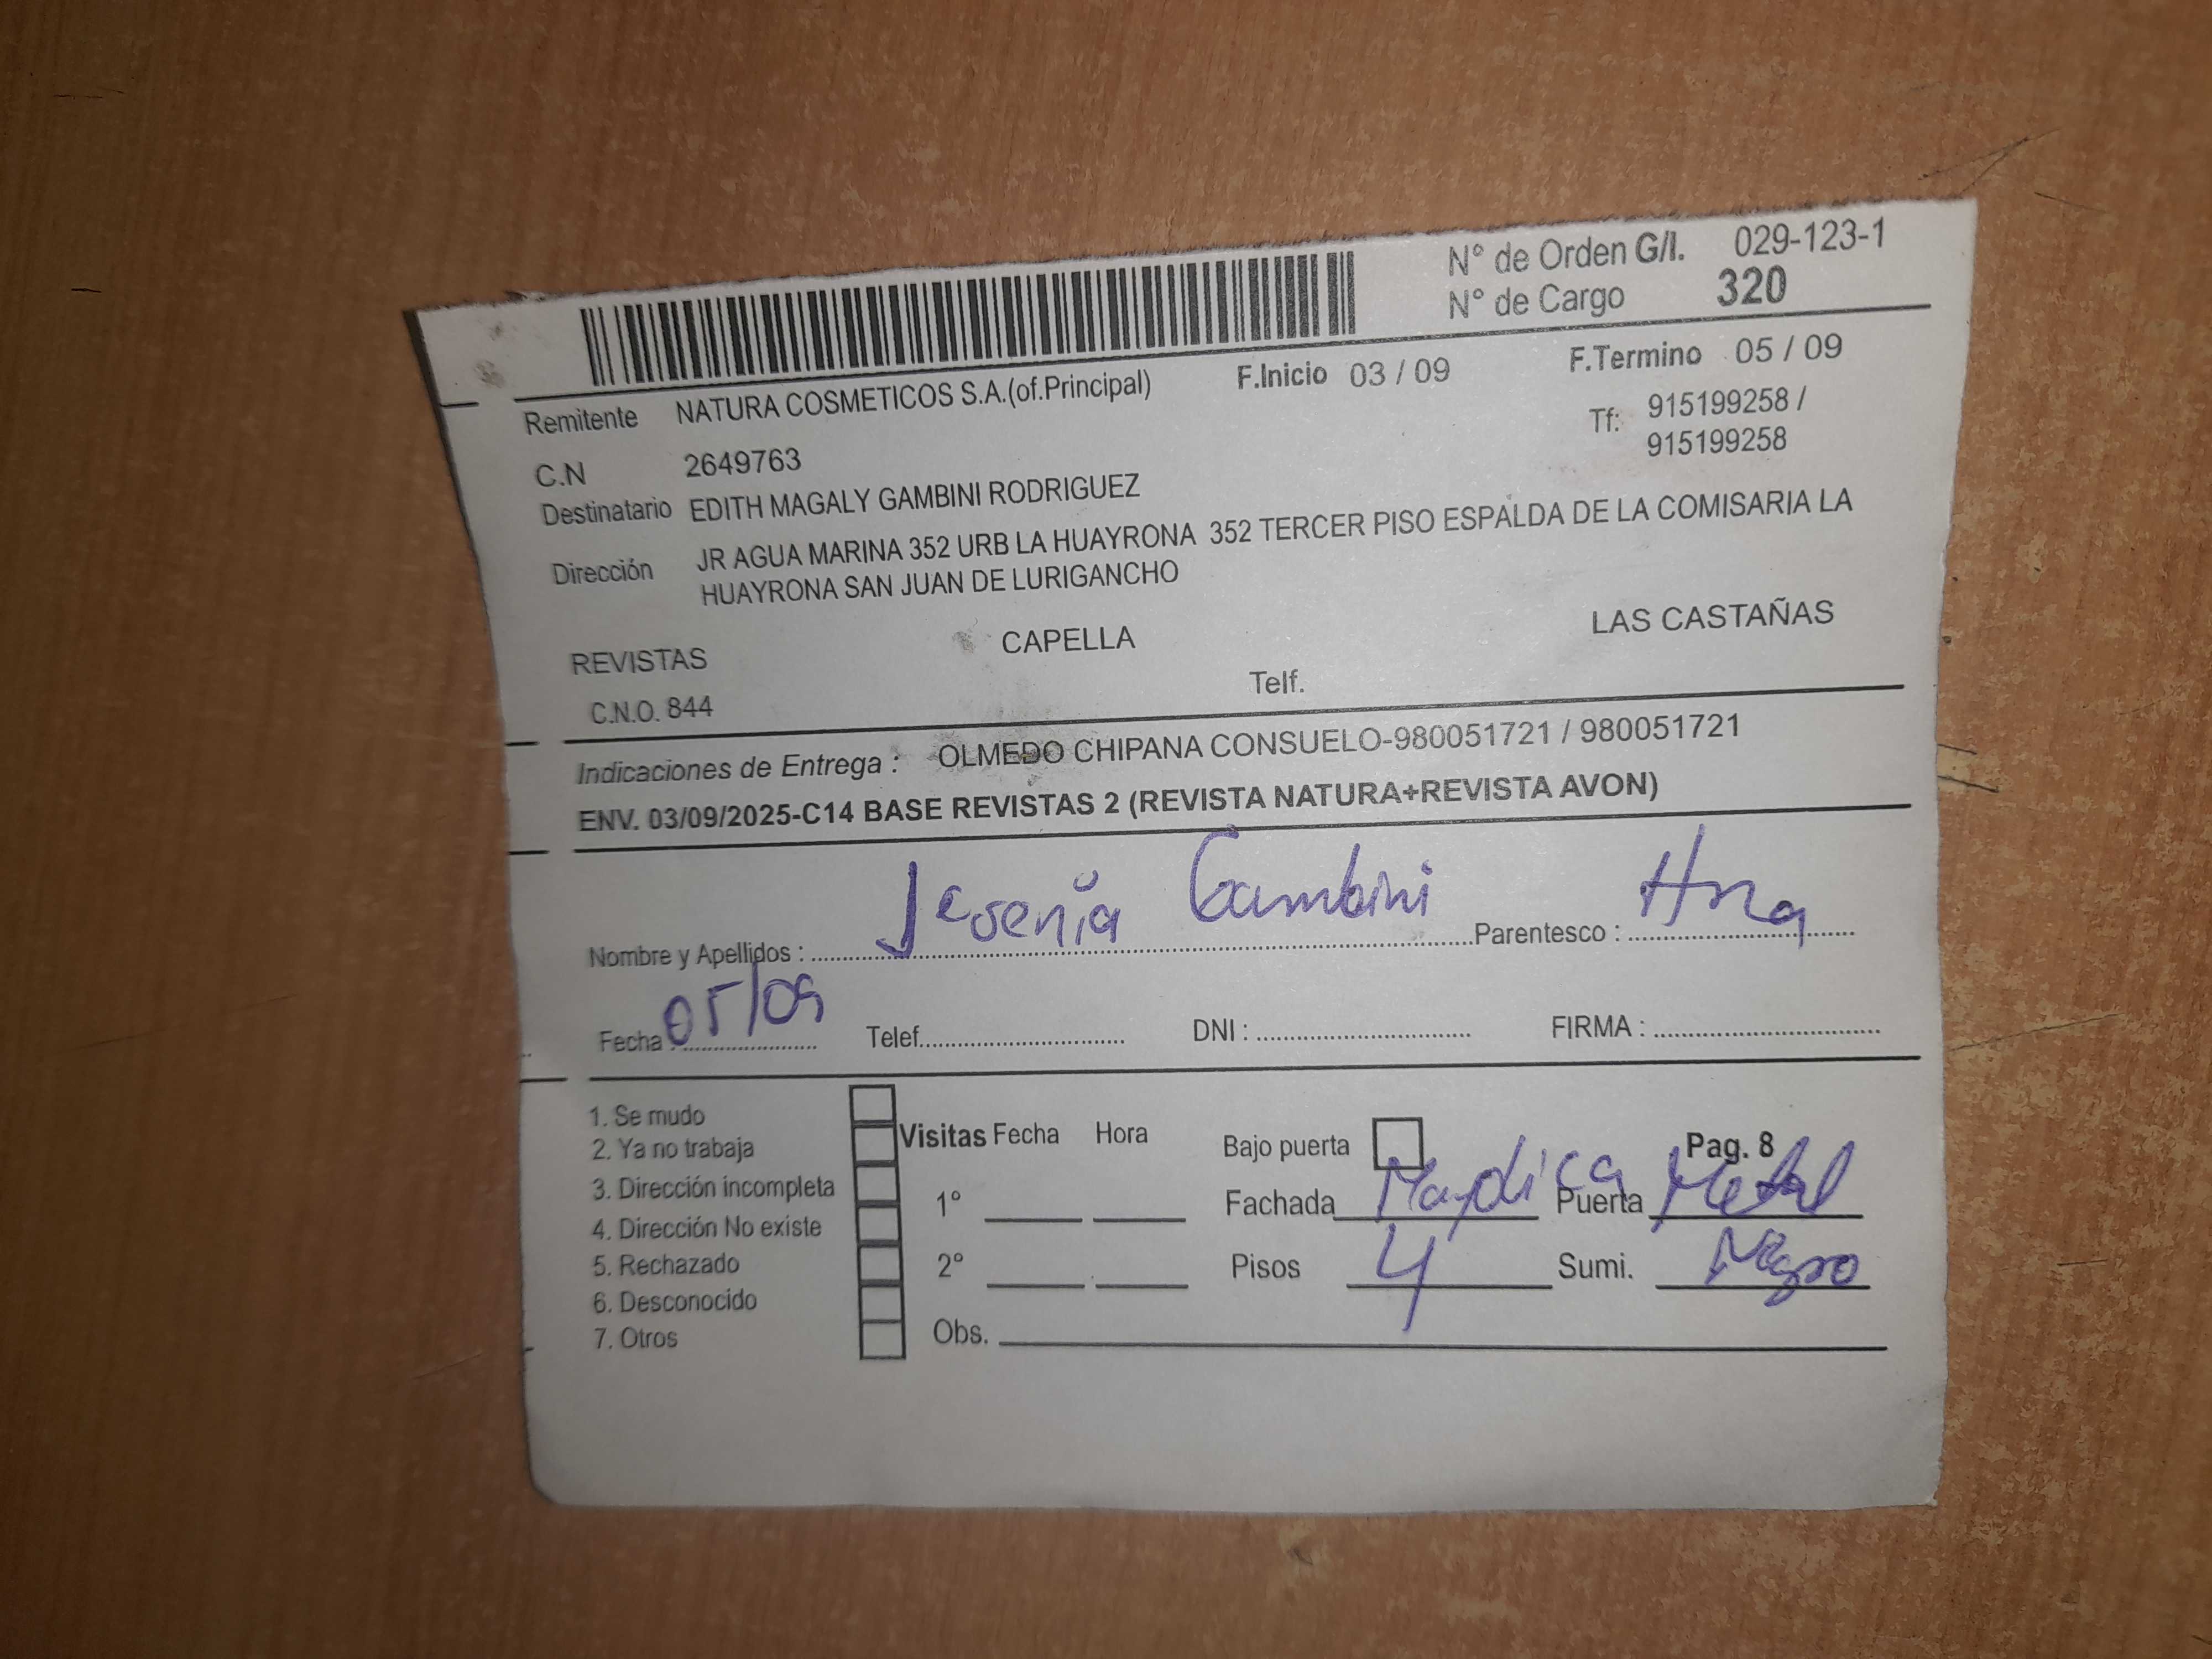 N° de Orden G/I. 029-123-1
N° de Cargo 320
Remitente NATURA COSMETICOS S.A.(of.Principal) F.Inicio 03 / 09 F.Termino 05 / 09
C.N 2649763 Tf: 915199258 /
915199258
Destinatario EDITH MAGALY GAMBINI RODRIGUEZ
Dirección JR AGUA MARINA 352 URB LA HUAYRONA 352 TERCER PISO ESPALDA DE LA COMISARIA LA
HUAYRONA SAN JUAN DE LURIGANCHO
REVISTAS CAPELLA LAS CASTAÑAS
C.N.O. 844 Telf.
Indicaciones de Entrega : OLMEDO CHIPANA CONSUELO-980051721 / 980051721
ENV. 03/09/2025-C14 BASE REVISTAS 2 (REVISTA NATURA+REVISTA AVON)
Nombre y Apellidos : Jesenia Gambini Parentesco : Hna
Fecha : 05/09 Telef. DNI : FIRMA :
1. Se mudo
2. Ya no trabaja Visitas Fecha Hora Bajo puerta Pag. 8
3. Dirección incompleta 1° Fachada Puerta Metal
4. Dirección No existe
5. Rechazado 2° Pisos 4 Sumi. Negro
6. Desconocido
7. Otros Obs.